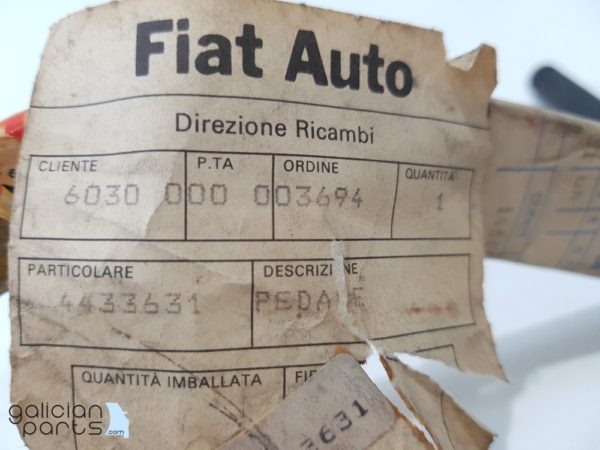 Fiat Auto
Direzione Ricambi
CLIENTE P.TA ORDINE QUANTITA
6030 000 003694 1
PARTICOLARE DESCRIZIONE
4433631 PEDALE
QUANTITÀ IMBALLATA
3631
galician
parts.com